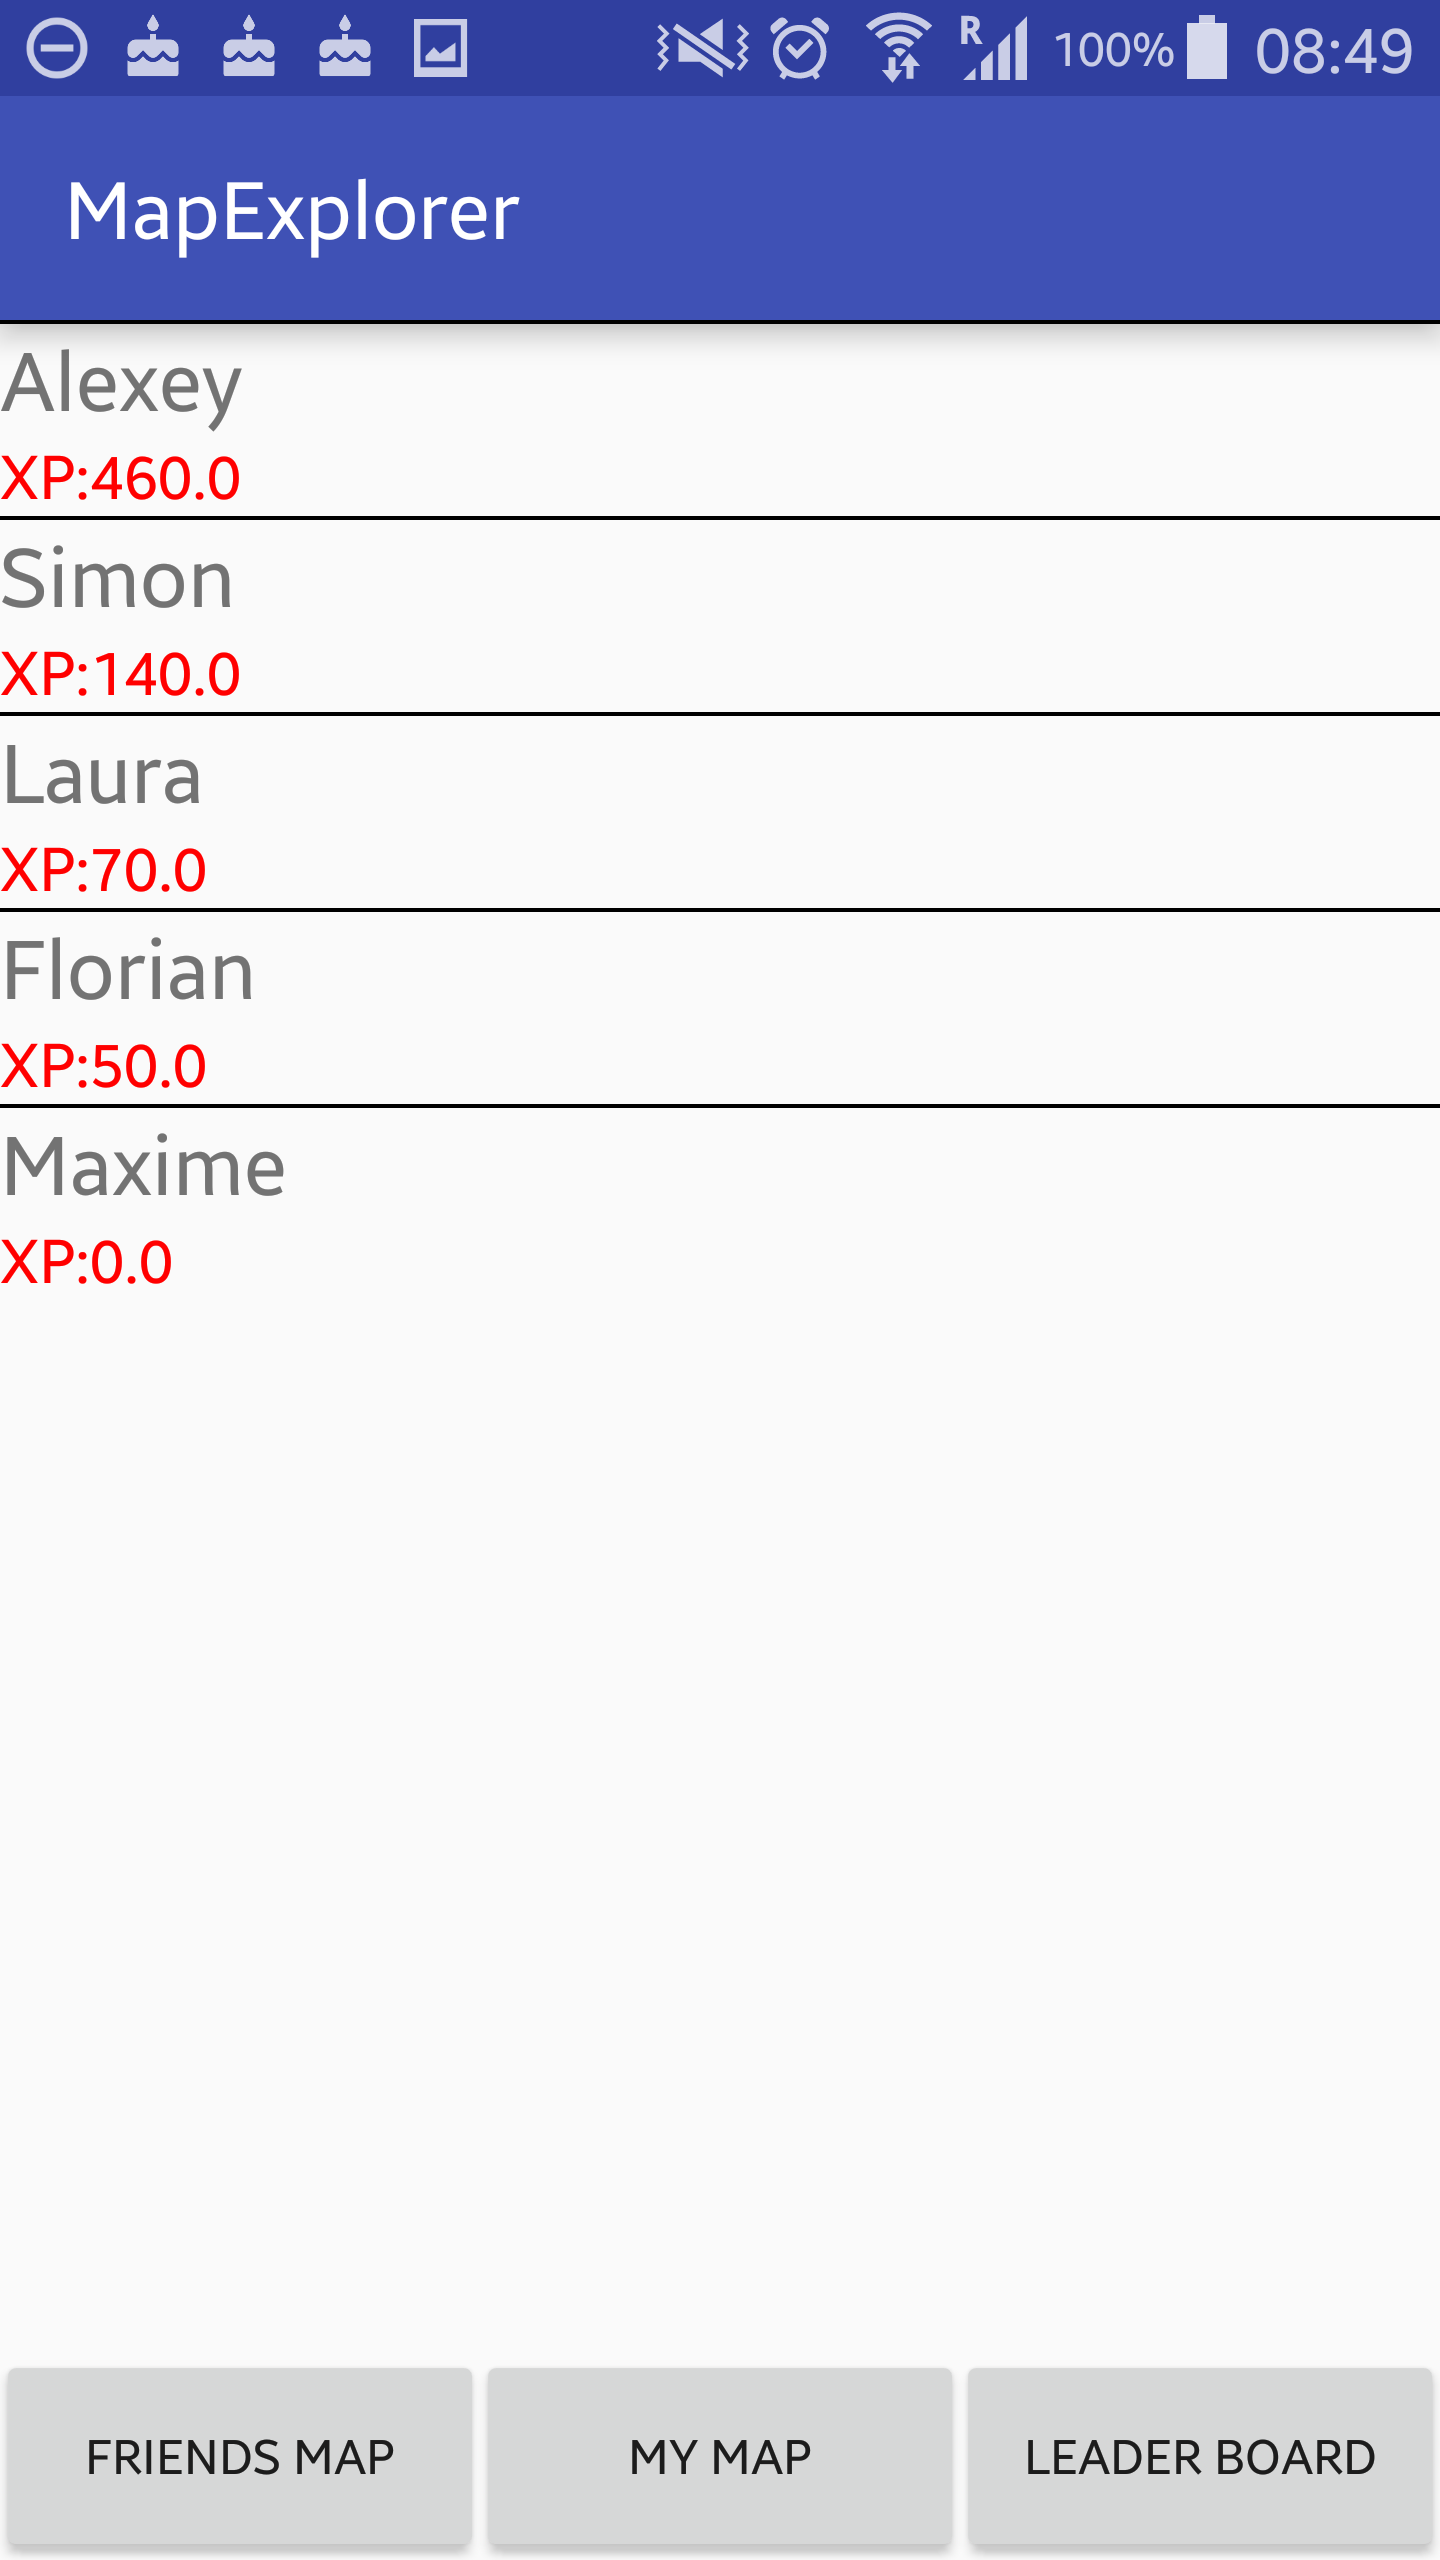 R 100% 08:49
MapExplorer
Alexey
XP:460.0
Simon
XP:140.0
Laura
XP:70.0
Florian
XP:50.0
Maxime
XP:0.0
FRIENDS MAP MY MAP LEADER BOARD